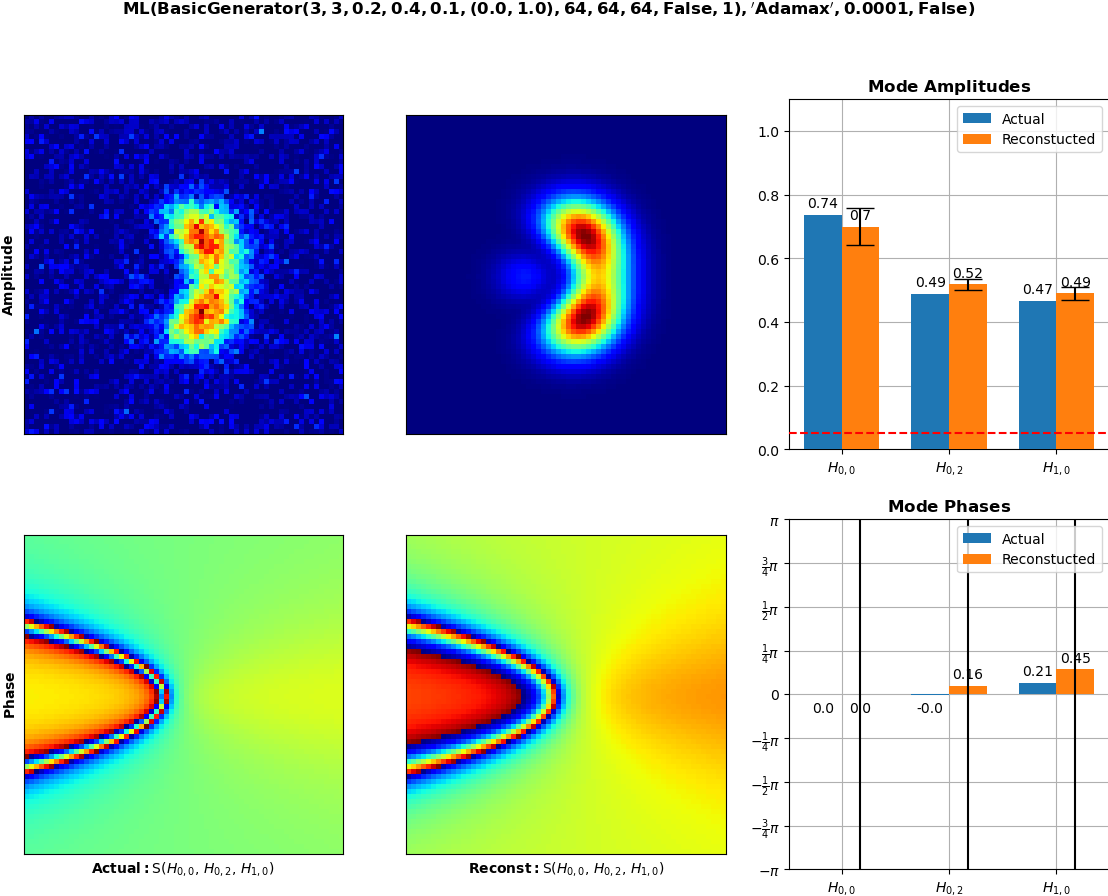 ML(BasicGenerator(3, 3, 0.2, 0.4, 0.1, (0.0, 1.0), 64, 64, 64, False, 1), ′Adamax′, 0.0001, False)
Amplitude
Mode Amplitudes
Actual
Reconstucted
1.0
0.8
0.6
0.4
0.2
0.0
0.74
0.7
0.49
0.52
0.47
0.49
H0,0
H0,2
H1,0
Phase
Actual: S(H0,0, H0,2, H1,0)
Reconst: S(H0,0, H0,2, H1,0)
Mode Phases
Actual
Reconstucted
π
3/4π
1/2π
1/4π
0
−1/4π
−1/2π
−3/4π
−π
0.0
0.0
-0.0
0.16
0.21
0.45
H0,0
H0,2
H1,0